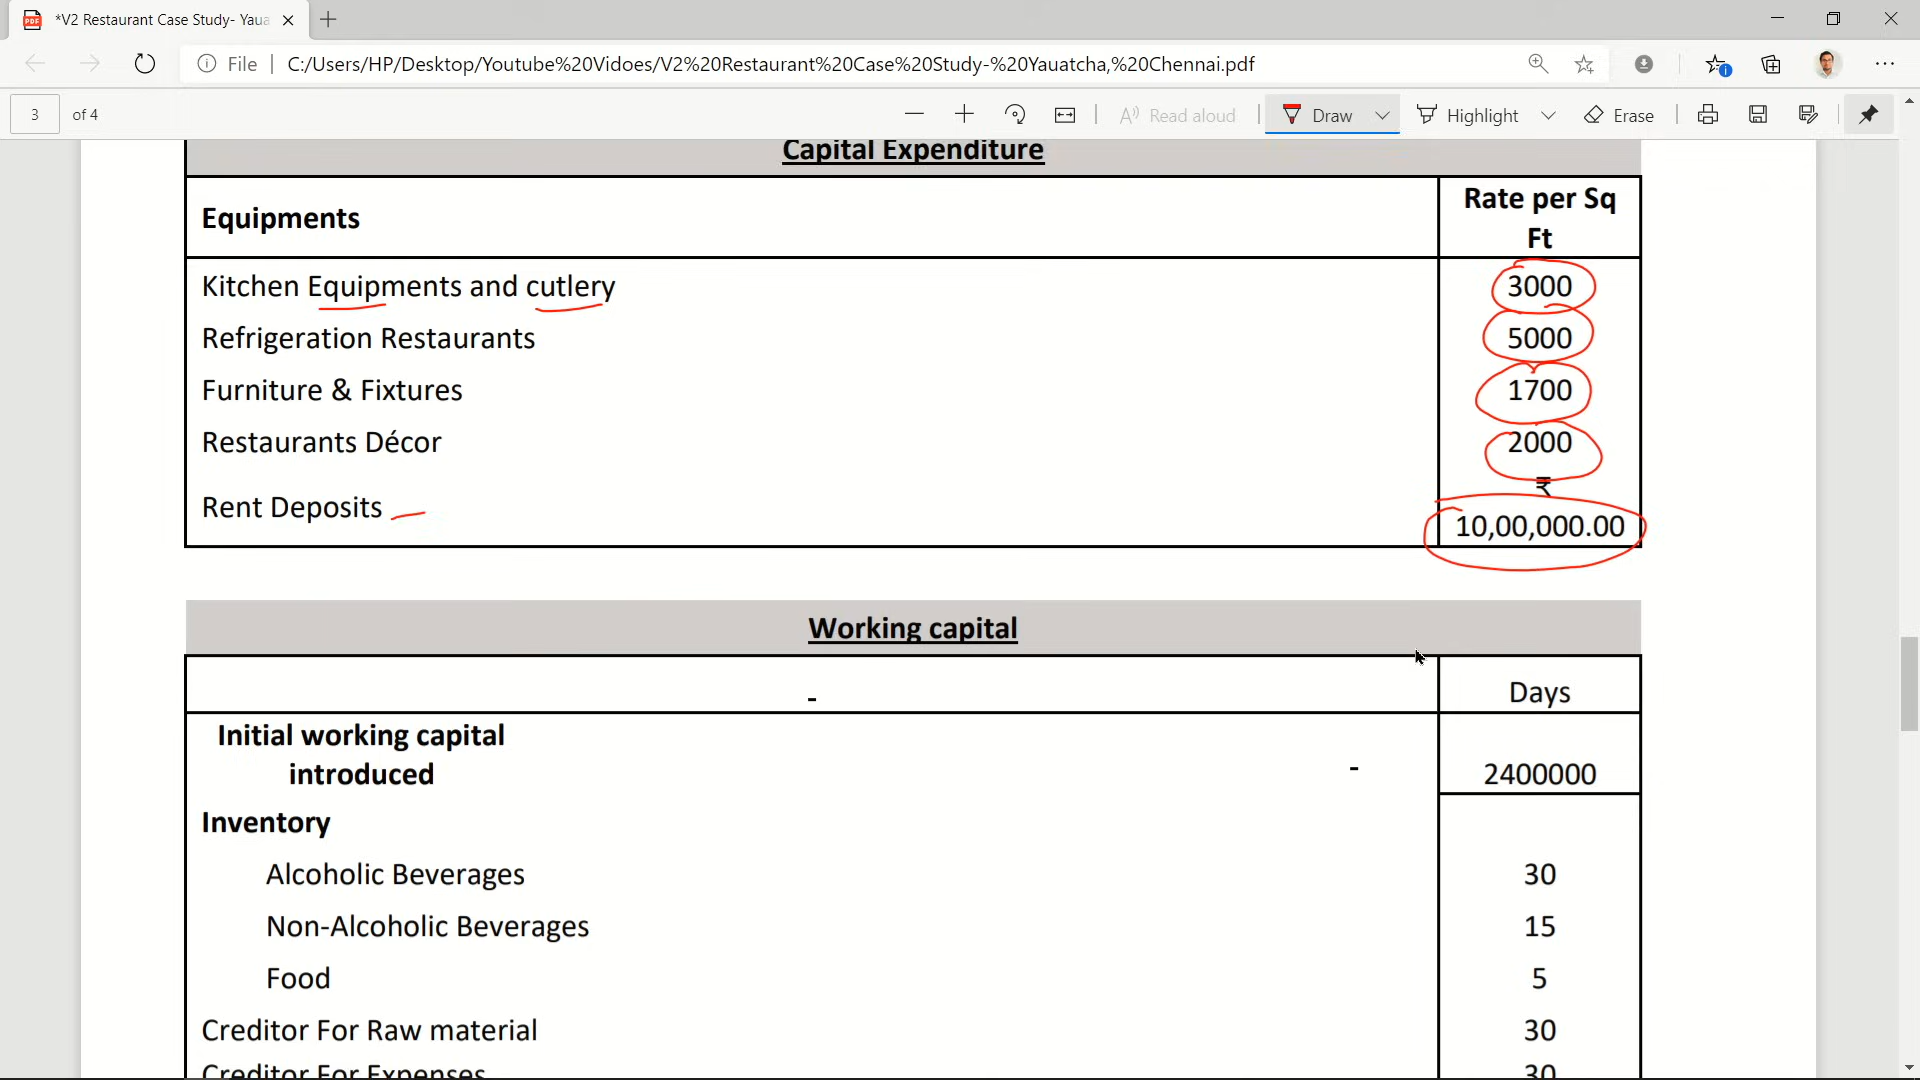 *V2 Restaurant Case Study- Yaua
File C:/Users/HP/Desktop/Youtube%20Vidoes/V2%20Restaurant%20Case%20Study-%20Yauatcha,%20Chennai.pdf
3 of 4 Read aloud Draw Highlight Erase
Capital Expenditure
Equipments Rate per Sq Ft
Kitchen Equipments and cutlery 3000
Refrigeration Restaurants 5000
Furniture & Fixtures 1700
Restaurants Décor 2000
Rent Deposits ₹ 10,00,000.00
Working capital
- Days
Initial working capital
introduced - 2400000
Inventory
Alcoholic Beverages 30
Non-Alcoholic Beverages 15
Food 5
Creditor For Raw material 30
Creditor For Expenses 30